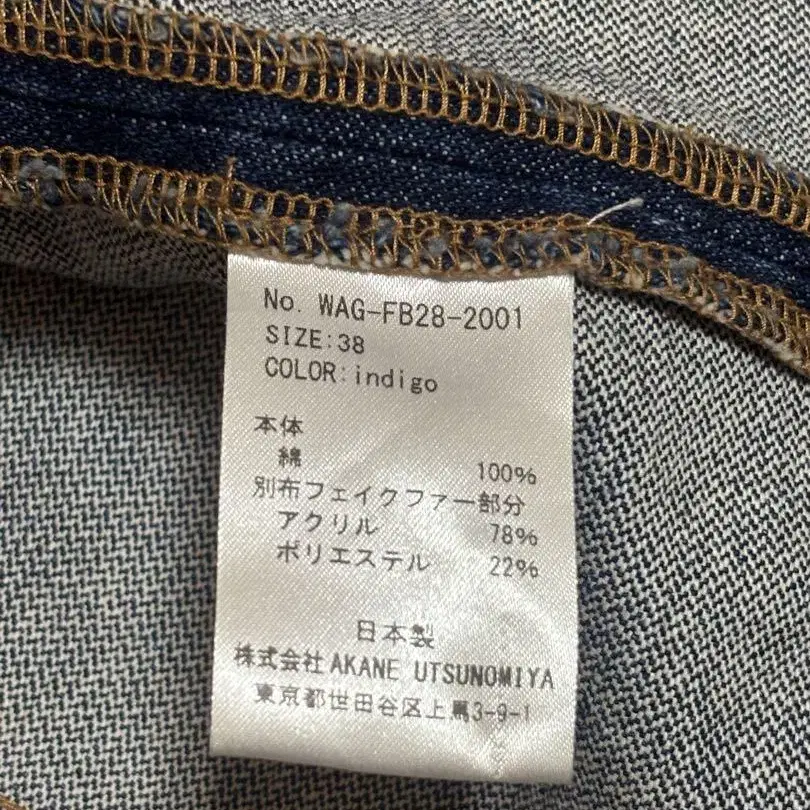 No. WAG-FB28-2001
SIZE:38
COLOR:indigo
本体
綿 100%
別布フェイクファー部分
アクリル 78%
ポリエステル 22%
日本製
株式会社AKANE UTSUNOMIYA
東京都世田谷区上馬3-9-1